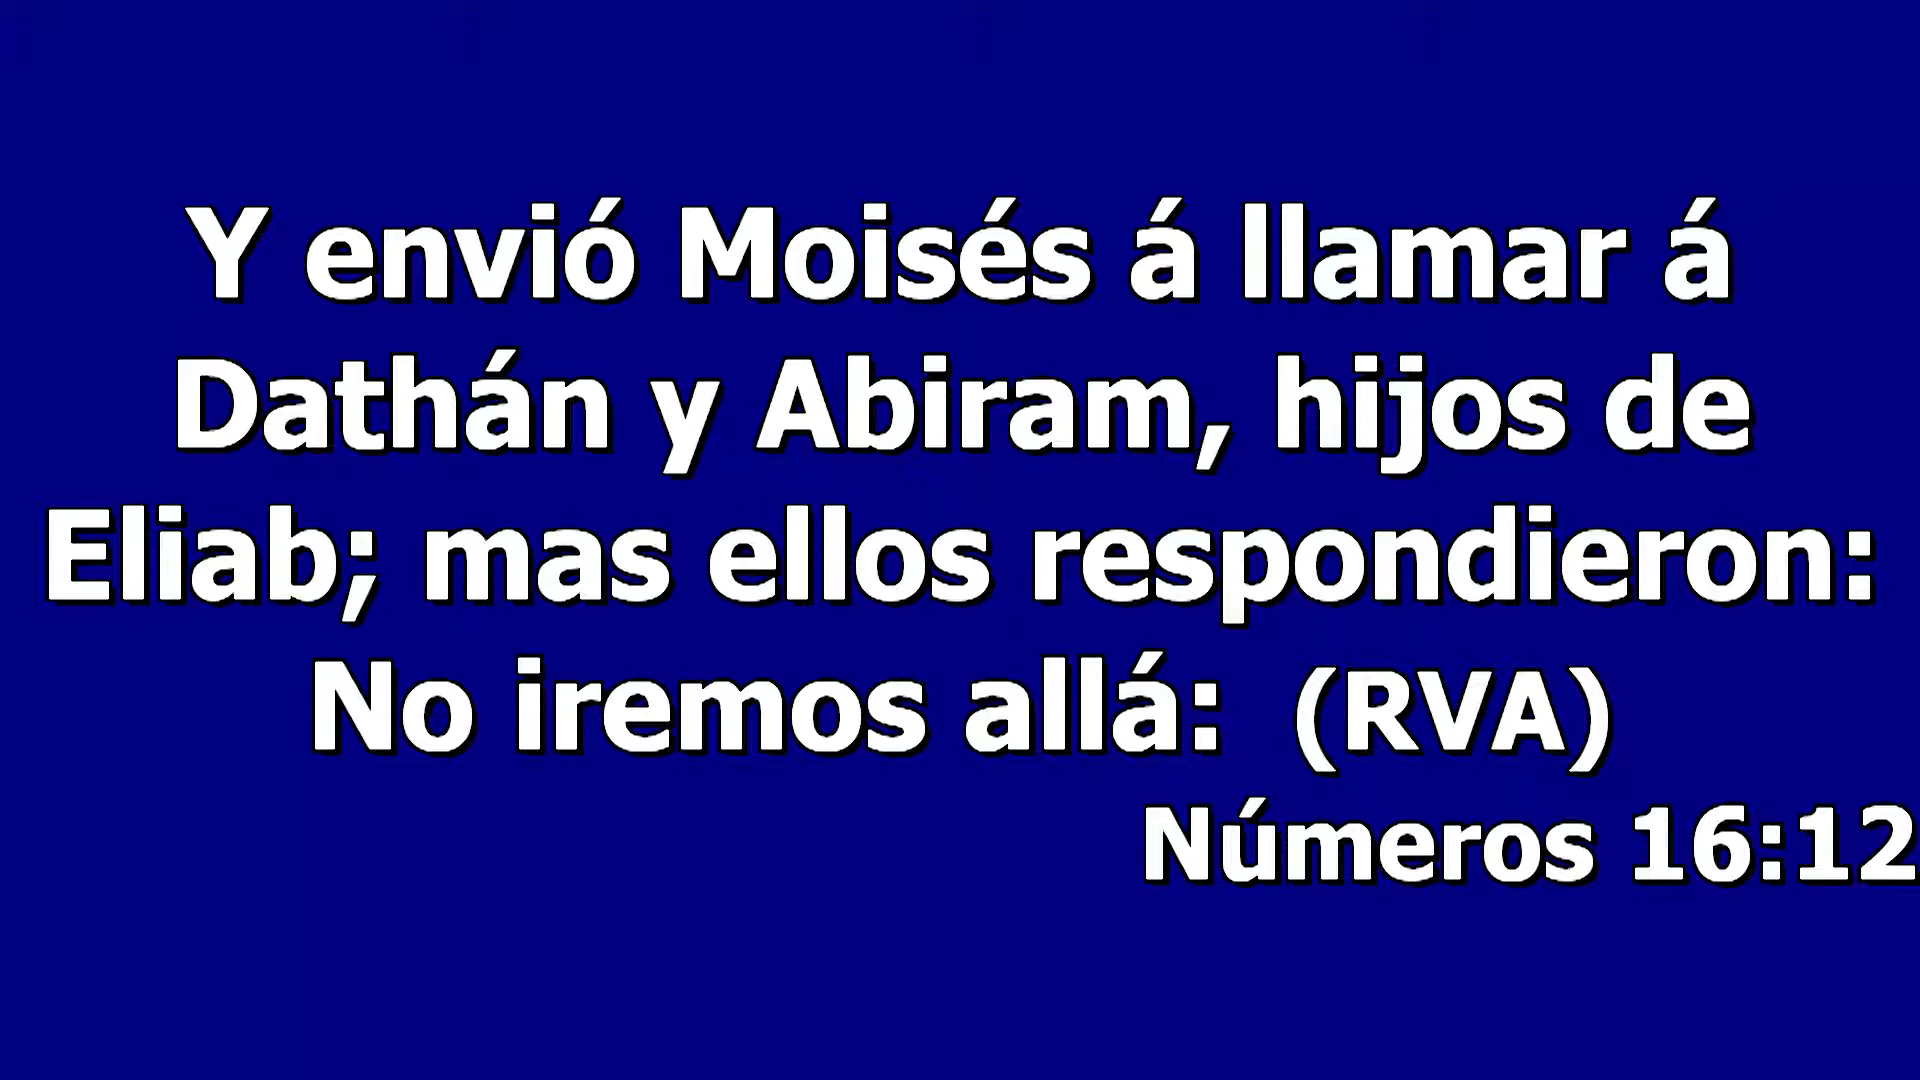 Y envió Moisés á llamar á
Dathán y Abiram, hijos de
Eliab; mas ellos respondieron:
No iremos allá:  (RVA)
Números 16:12